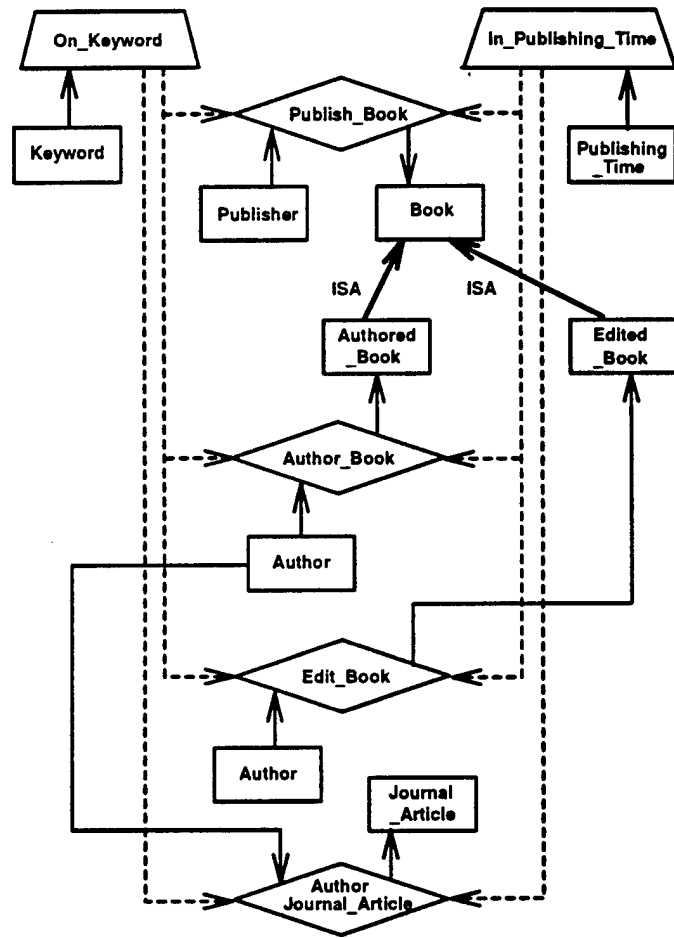 On_Keyword
In_Publishing_Time
Publish_Book
Keyword
Publishing
_Time
Publisher
Book
ISA
ISA
Authored
_Book
Edited
_Book
Author_Book
Author
Edit_Book
Author
Journal
_Article
Author
Journal_Article